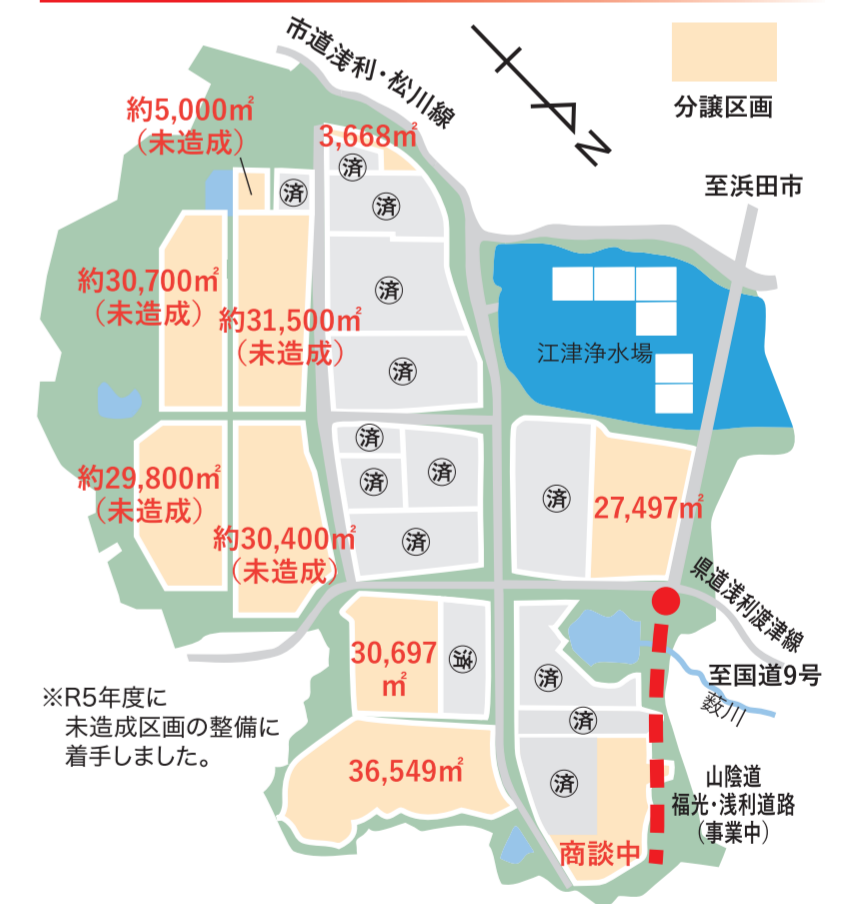 市道浅利・松川線
N
分譲区画
約5,000㎡
（未造成）
3,668㎡
済
済
済
至浜田市
約30,700㎡
（未造成）
約31,500㎡
（未造成）
済
江津浄水場
済
済
済
済
済
約29,800㎡
（未造成）
済
27,497㎡
約30,400㎡
（未造成）
県道浅利渡津線
30,697
㎡
済
済
至国道9号
薮川
※R5年度に
未造成区画の整備に
着手しました。
済
36,549㎡
済
山陰道
福光・浅利道路
（事業中）
商談中